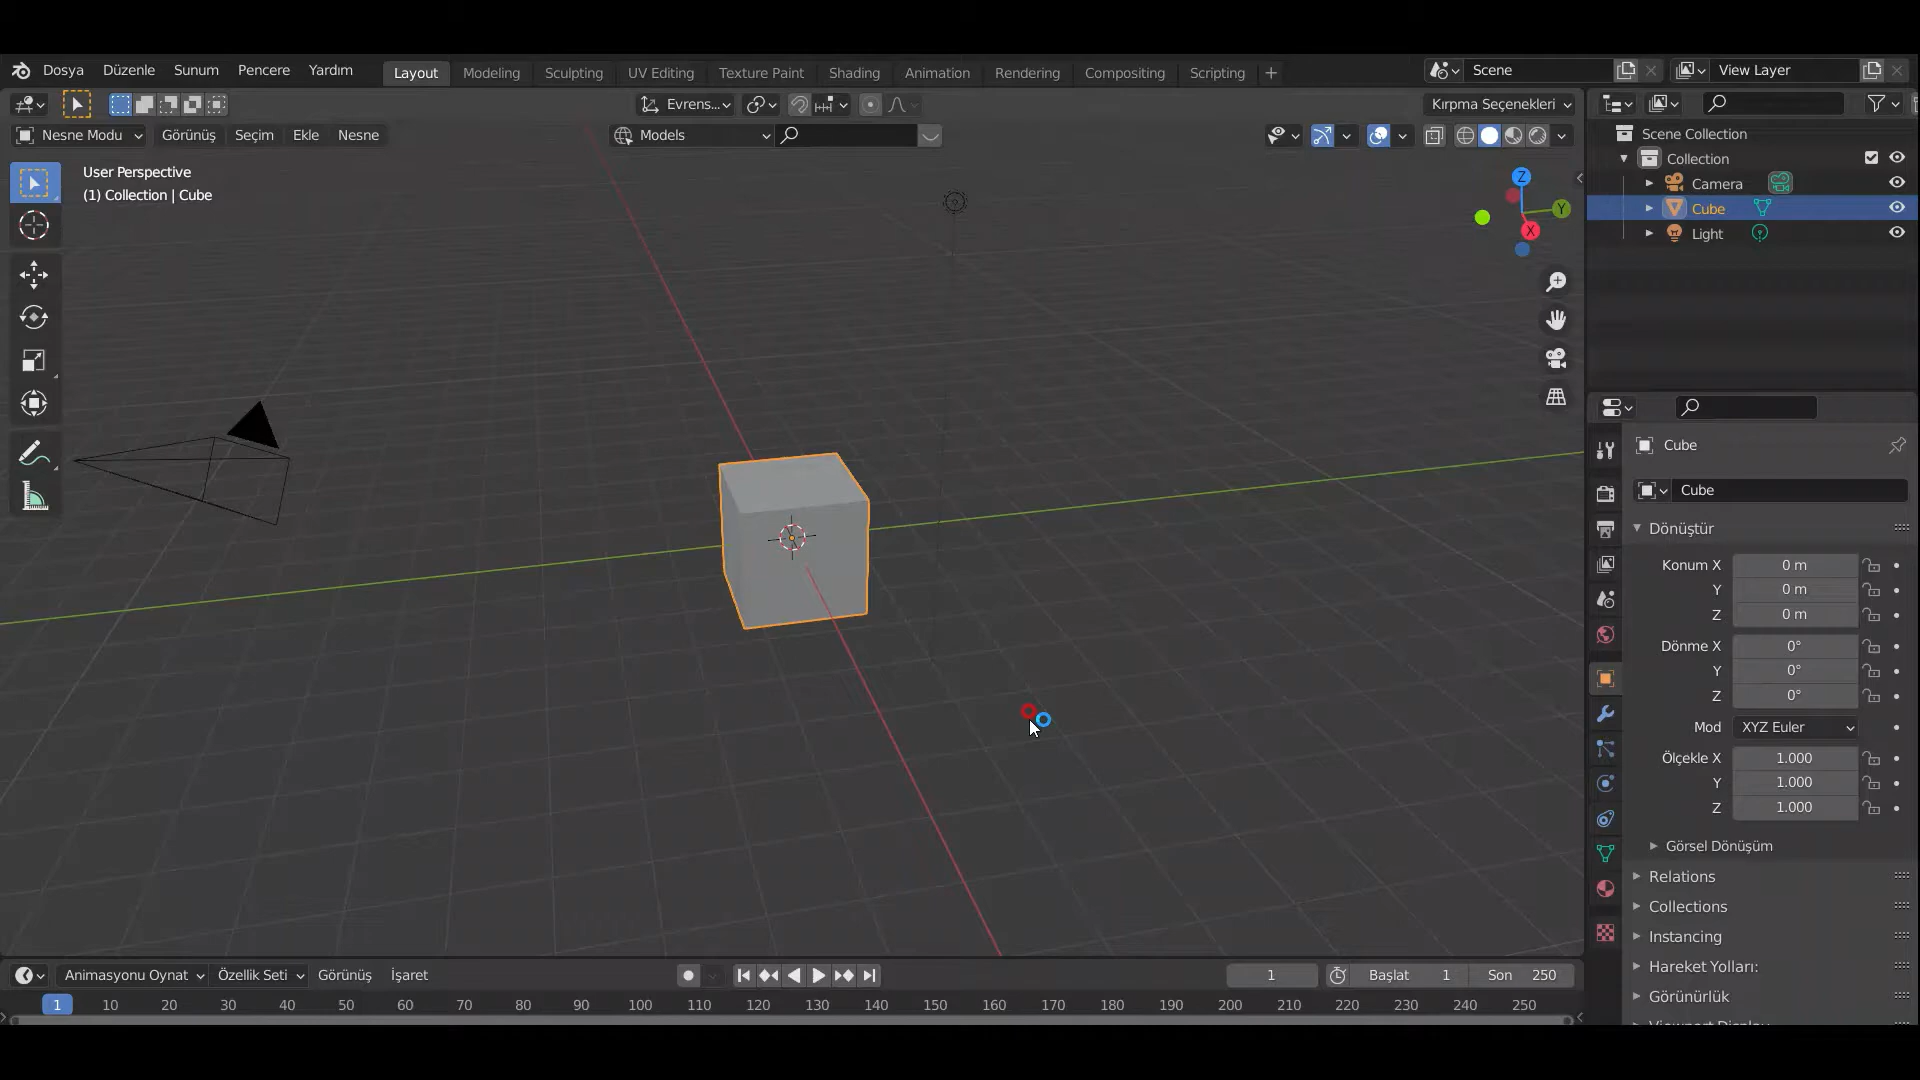 Dosya Düzenle Sunum Pencere Yardım Layout Modeling Sculpting UV Editing Texture Paint Shading Animation Rendering Compositing Scripting + Scene View Layer
Evrens... Kırpma Seçenekleri
Nesne Modu Görünüş Seçim Ekle Nesne Models
User Perspective
(1) Collection | Cube
Z
Y
X
Scene Collection
Collection
Camera
Cube
Light
Cube
Cube
Dönüştür
Konum X 0 m
Y 0 m
Z 0 m
Dönme X 0°
Y 0°
Z 0°
Mod XYZ Euler
Ölçekle X 1.000
Y 1.000
Z 1.000
Görsel Dönüşüm
Relations
Collections
Instancing
Hareket Yolları:
Görünürlük
Viewport Display
Animasyonu Oynat Özellik Seti Görünüş İşaret 1 Başlat 1 Son 250
1 10 20 30 40 50 60 70 80 90 100 110 120 130 140 150 160 170 180 190 200 210 220 230 240 250